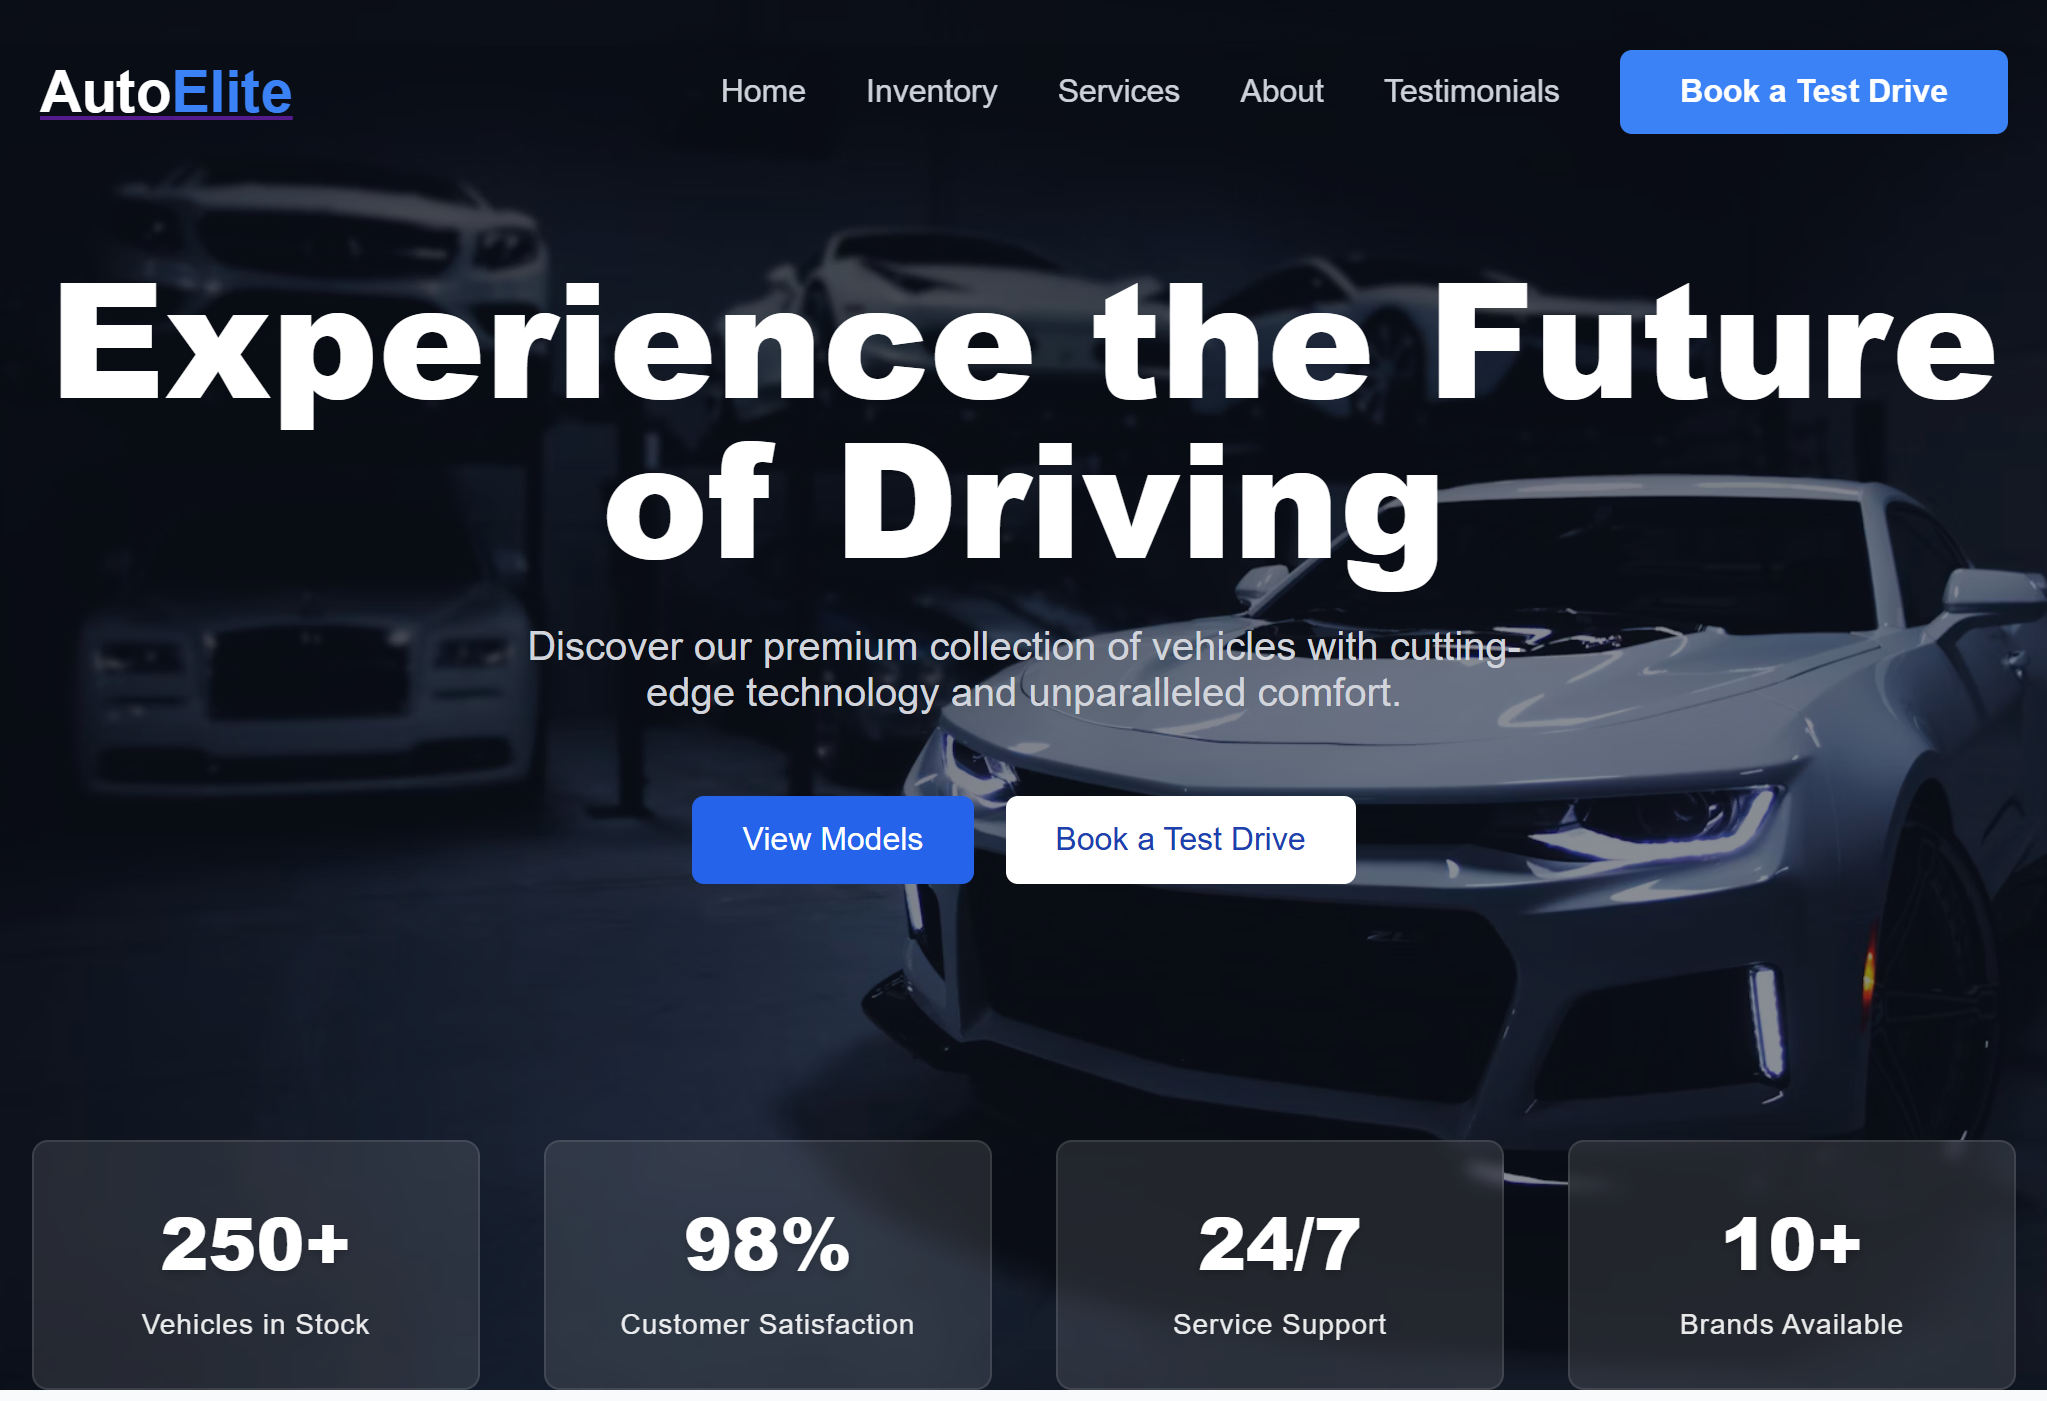 AutoElite
Home
Inventory
Services
About
Testimonials
Book a Test Drive
Experience the Future
of Driving
Discover our premium collection of vehicles with cutting-
edge technology and unparalleled comfort.
View Models
Book a Test Drive
250+
Vehicles in Stock
98%
Customer Satisfaction
24/7
Service Support
10+
Brands Available